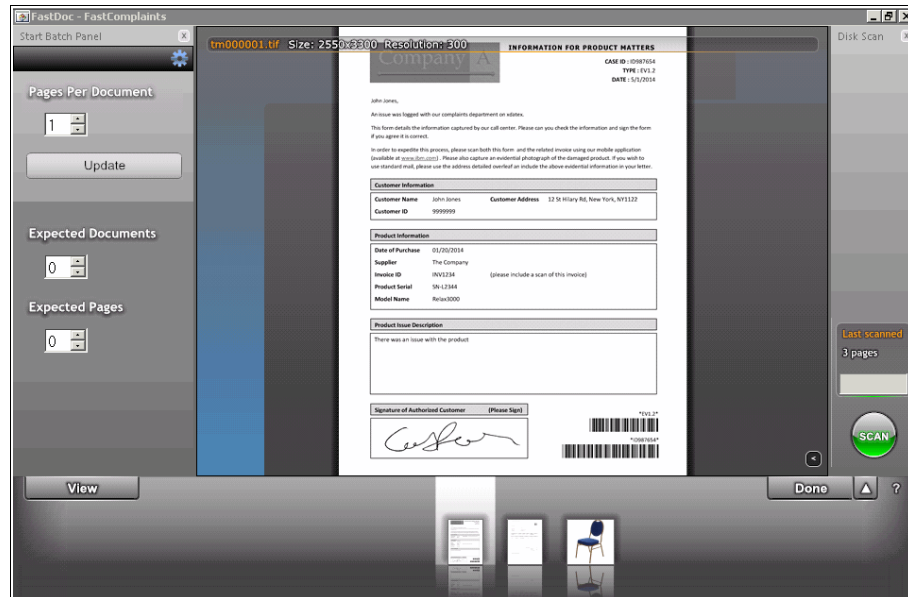 FastDoc - FastComplaints
Start Batch Panel
Disk Scan
tm000001.tif Size: 2550x3300 Resolution: 300
Pages Per Document
1
Update
Expected Documents
0
Expected Pages
0
Company A
INFORMATION FOR PRODUCT MATTERS
CASE ID : ID987654
TYPE : EV1.2
DATE : 5/1/2014
John Jones,
An issue was logged with our complaints department on xdatex.
This form details the information captured by our call center. Please can you check the information and sign the form
if you agree it is correct.
In order to expedite this process, please scan both this form and the related invoice using our mobile application
(available at www.ibm.com) . Please also capture an evidential photograph of the damaged product. If you wish to
use standard mail, please use the address detailed overleaf an include the above evidential information in your letter.
Customer Information
Customer Name John Jones Customer Address 12 St Hilary Rd, New York, NY1122
Customer ID 9999999
Product Information
Date of Purchase 01/20/2014
Supplier The Company
Invoice ID INV1234 (please include a scan of this invoice)
Product Serial SN-L2344
Model Name Relax3000
Product Issue Description
There was an issue with the product
Signature of Authorized Customer (Please Sign)
*EV1.2*
*ID987654*
Last scanned
3 pages
SCAN
View
Done
?